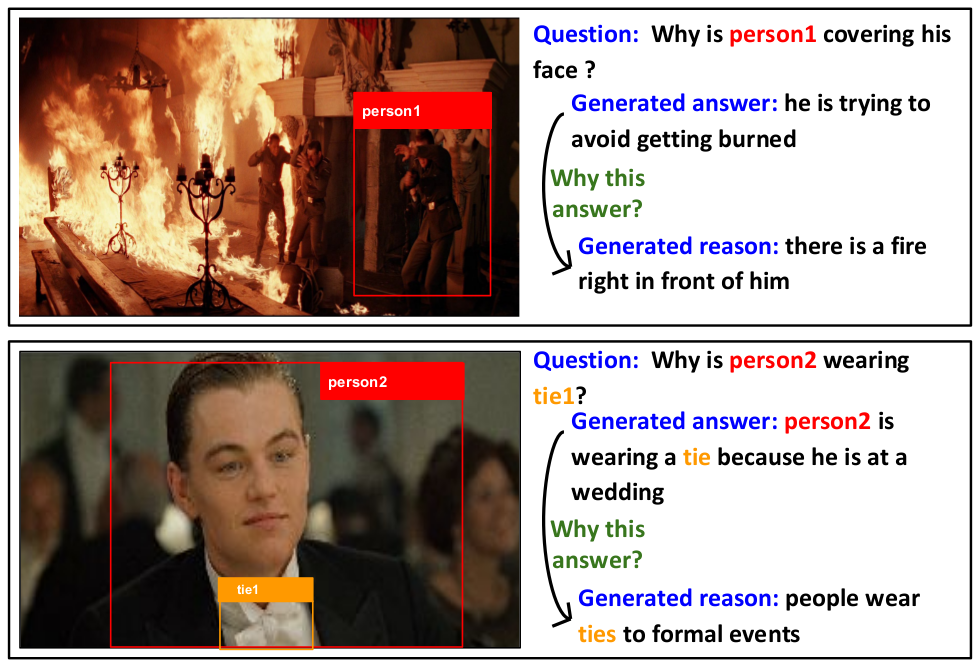 person1
Question: Why is person1 covering his
face ?
Generated answer: he is trying to
avoid getting burned
Why this
answer?
Generated reason: there is a fire
right in front of him
person2
tie1
Question: Why is person2 wearing
tie1?
Generated answer: person2 is
wearing a tie because he is at a
wedding
Why this
answer?
Generated reason: people wear
ties to formal events